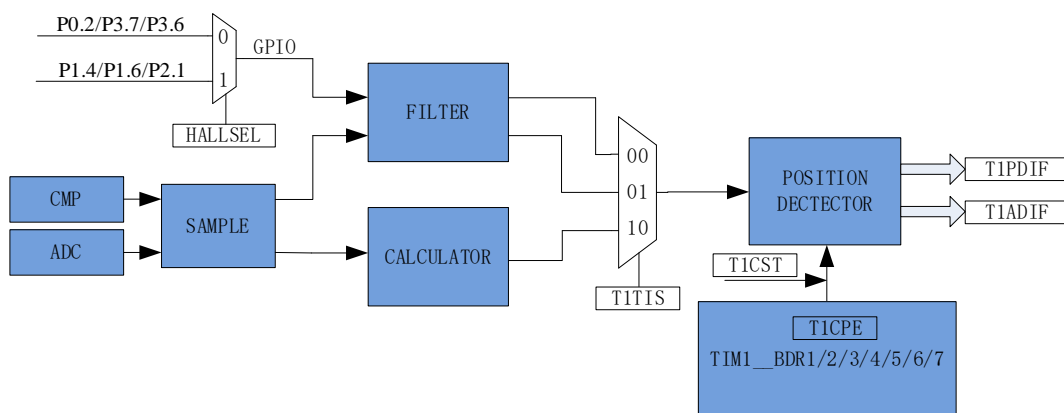 P0.2/P3.7/P3.6
0
GPIO
P1.4/P1.6/P2.1
1
HALLSEL
FILTER
00
01
10
CMP
ADC
SAMPLE
CALCULATOR
T1TIS
POSITION
DECTECTOR
T1PDIF
T1ADIF
T1CST
T1CPE
TIM1__BDR1/2/3/4/5/6/7